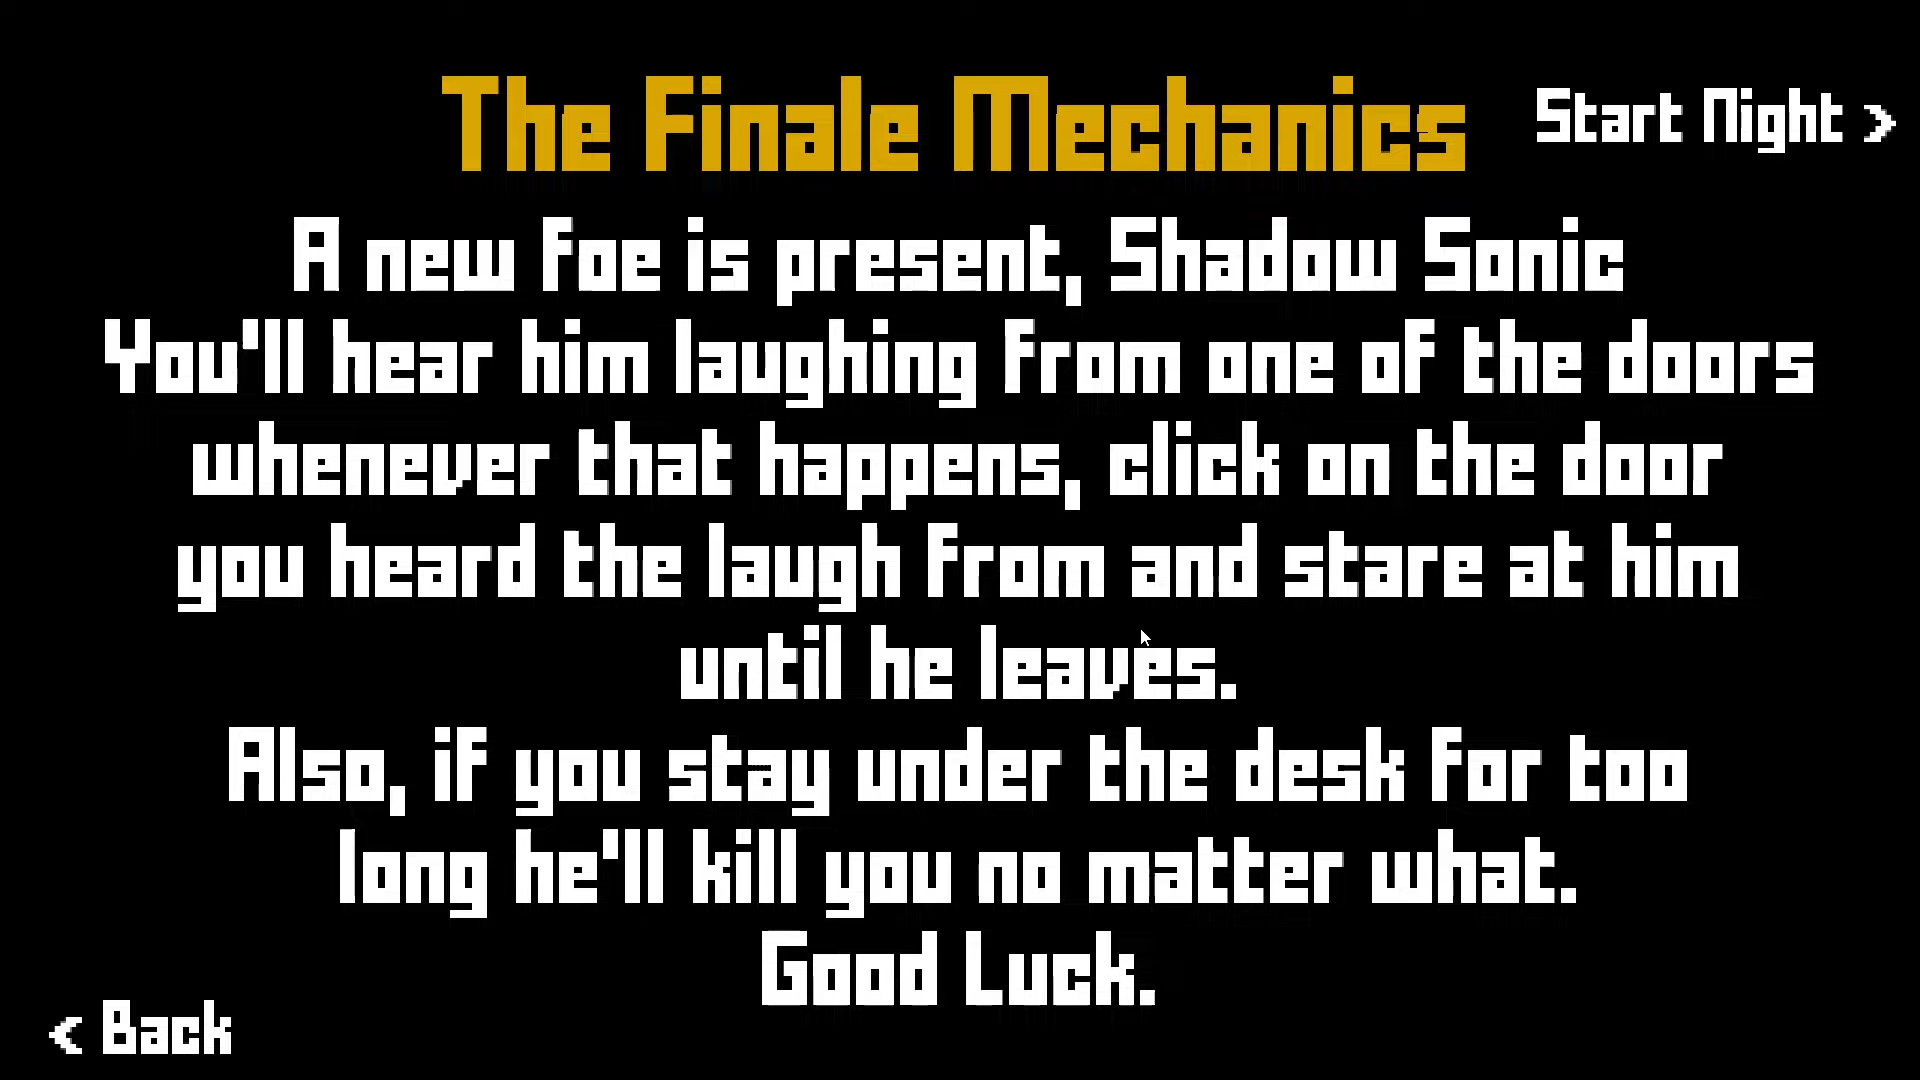 The Finale Mechanics
Start Night >
A new foe is present, Shadow Sonic
You'll hear him laughing from one of the doors
whenever that happens, click on the door
you heard the laugh from and stare at him
until he leaves.
Also, if you stay under the desk for too
long he'll kill you no matter what.
Good Luck.
< Back